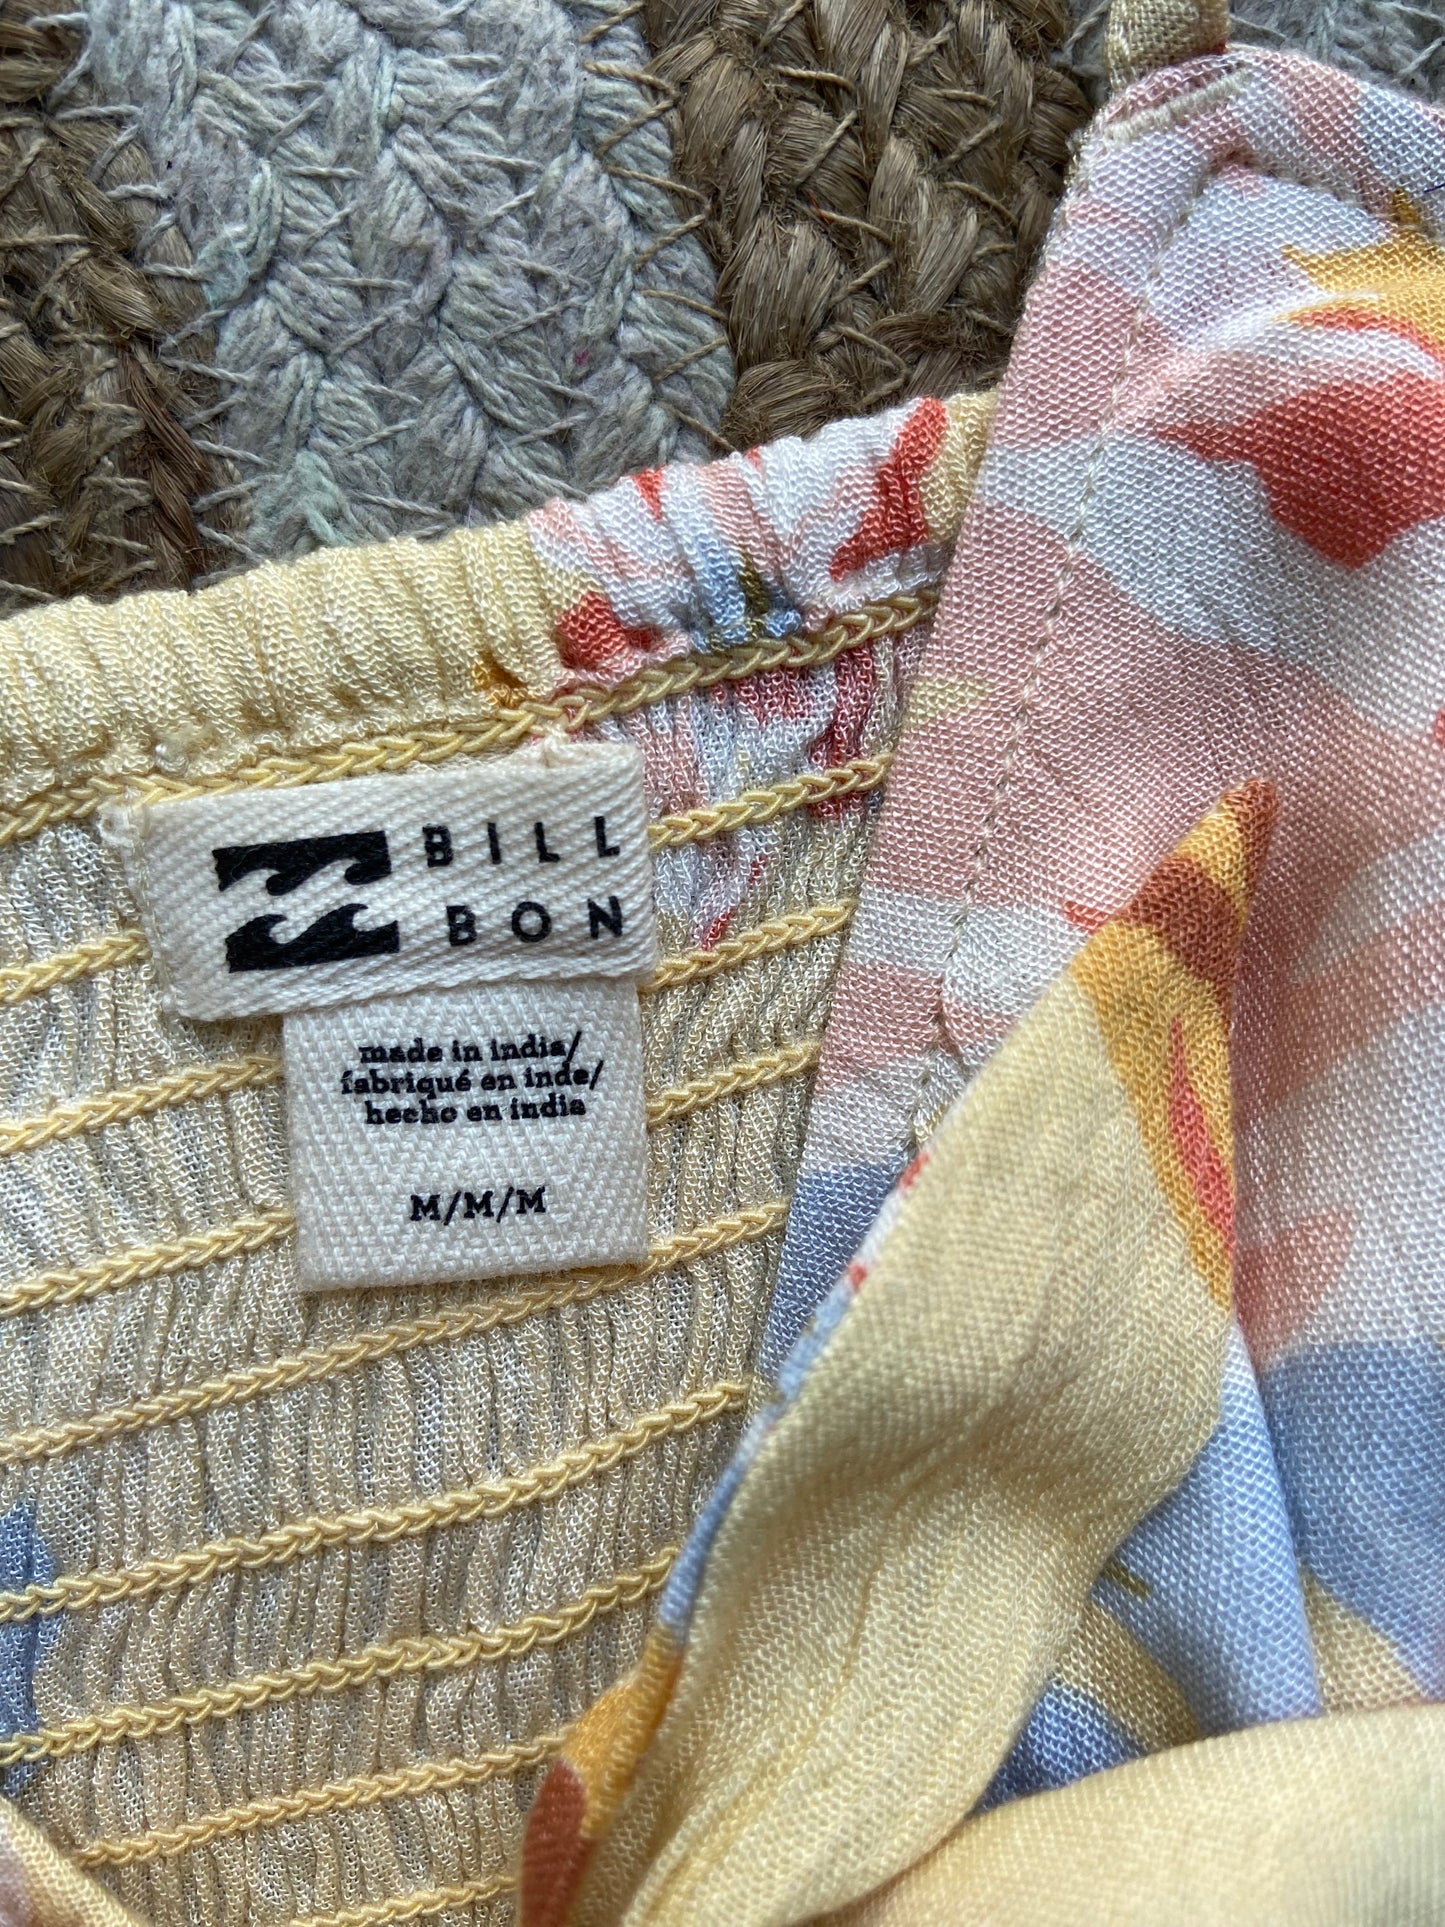 BILL
BON
made in india/
fabriqué en inde/
hecho en india
M/M/M